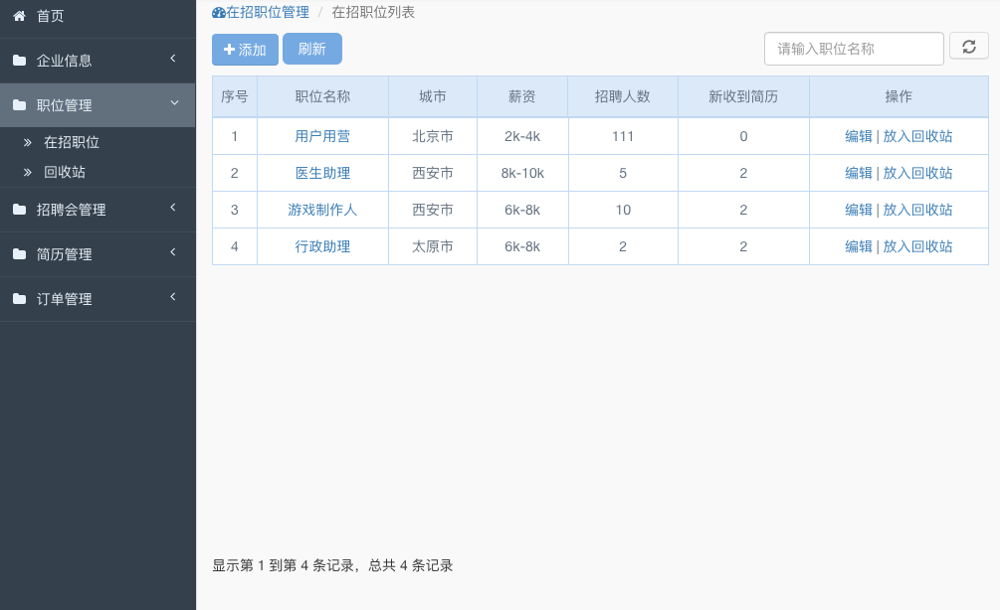 首页
企业信息
职位管理
在招职位
回收站
招聘会管理
简历管理
订单管理
在招职位管理 / 在招职位列表
添加 刷新 请输入职位名称
序号 职位名称 城市 薪资 招聘人数 新收到简历 操作
1 用户用营 北京市 2k-4k 111 0 编辑 | 放入回收站
2 医生助理 西安市 8k-10k 5 2 编辑 | 放入回收站
3 游戏制作人 西安市 6k-8k 10 2 编辑 | 放入回收站
4 行政助理 太原市 6k-8k 2 2 编辑 | 放入回收站
显示第 1 到第 4 条记录，总共 4 条记录